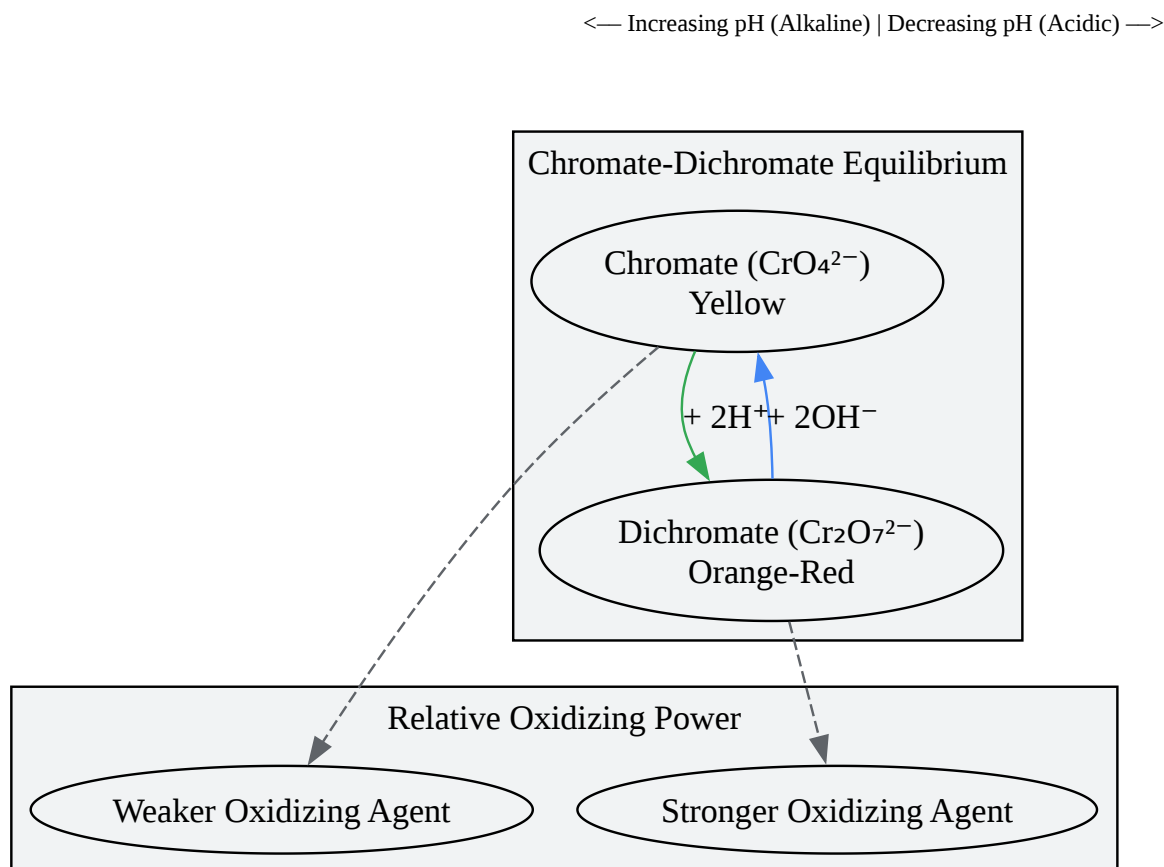 <— Increasing pH (Alkaline) | Decreasing pH (Acidic) —>
Chromate-Dichromate Equilibrium
Chromate (CrO₄²⁻)
Yellow
+ 2H⁺
+ 2OH⁻
Dichromate (Cr₂O₇²⁻)
Orange-Red
Relative Oxidizing Power
Weaker Oxidizing Agent
Stronger Oxidizing Agent